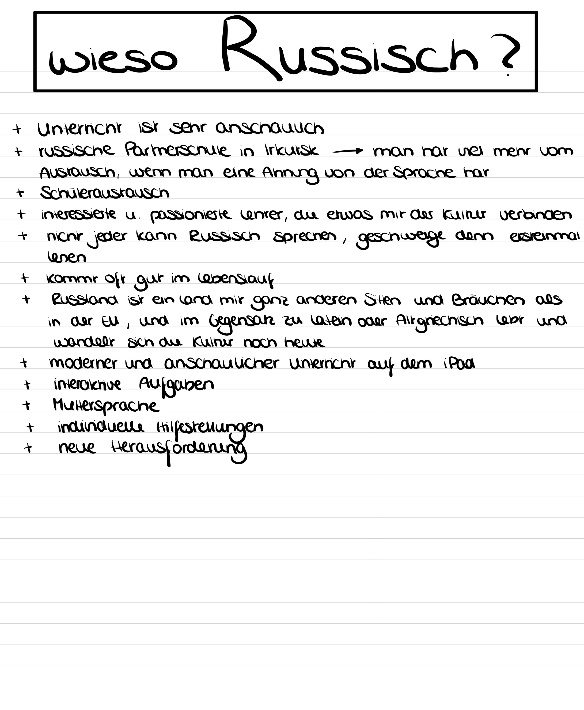 wieso Russisch?
+ Unterricht ist sehr anschaulich
+ russische Partnerschule in Irkutsk → man hat viel mehr vom
Austausch, wenn man eine Ahnung von der Sprache hat
+ Schüleraustausch
+ interessierte u. passionierte Lehrer, die etwas mit der Kultur verbinden
+ nicht jeder kann Russisch sprechen, geschweige denn ersteinmal
lesen
+ kommt oft gut im Lebenslauf
+ Russland ist ein Land mit ganz anderen Sitten und Bräuchen als
in der EU, und im Gegensatz zu Latein oder Altgriechisch lebt und
wandelt sich die Kultur noch heute
+ moderner und anschaulicher Unterricht auf dem iPad
+ interaktive Aufgaben
+ Muttersprache
+ individuelle Hilfestellungen
+ neue Herausforderung